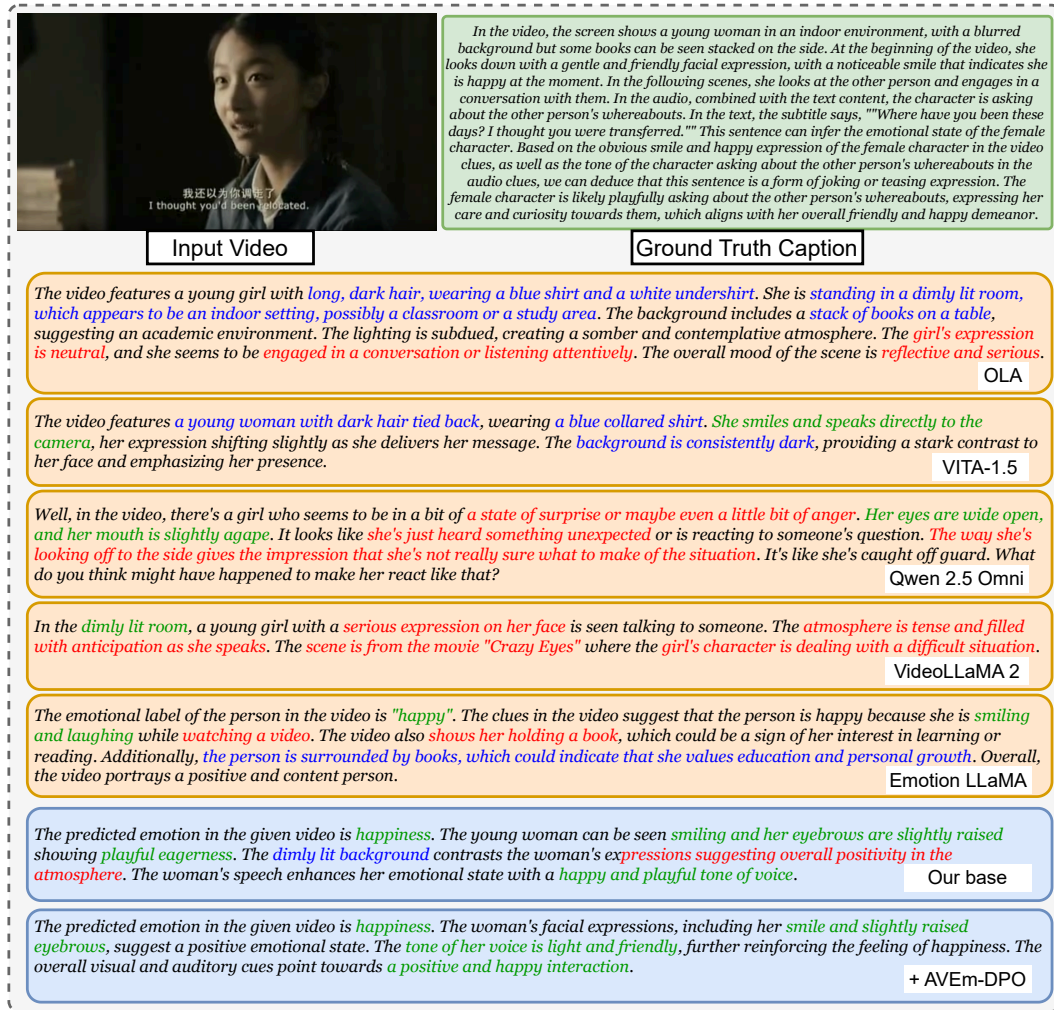 我还以为你调走了
I thought you'd been relocated.
In the video, the screen shows a young woman in an indoor environment, with a blurred
background but some books can be seen stacked on the side. At the beginning of the video, she
looks down with a gentle and friendly facial expression, with a noticeable smile that indicates she
is happy at the moment. In the following scenes, she looks at the other person and engages in a
conversation with them. In the audio, combined with the text content, the character is asking
about the other person's whereabouts. In the text, the subtitle says, ""Where have you been these
days? I thought you were transferred."" This sentence can infer the emotional state of the female
character. Based on the obvious smile and happy expression of the female character in the video
clues, as well as the tone of the character asking about the other person's whereabouts in the
audio clues, we can deduce that this sentence is a form of joking or teasing expression. The
female character is likely playfully asking about the other person's whereabouts, expressing her
care and curiosity towards them, which aligns with her overall friendly and happy demeanor.
Input Video
Ground Truth Caption
The video features a young girl with long, dark hair, wearing a blue shirt and a white undershirt. She is standing in a dimly lit room,
which appears to be an indoor setting, possibly a classroom or a study area. The background includes a stack of books on a table,
suggesting an academic environment. The lighting is subdued, creating a somber and contemplative atmosphere. The girl's expression
is neutral, and she seems to be engaged in a conversation or listening attentively. The overall mood of the scene is reflective and serious.
OLA
The video features a young woman with dark hair tied back, wearing a blue collared shirt. She smiles and speaks directly to the
camera, her expression shifting slightly as she delivers her message. The background is consistently dark, providing a stark contrast to
her face and emphasizing her presence.
VITA-1.5
Well, in the video, there's a girl who seems to be in a bit of a state of surprise or maybe even a little bit of anger. Her eyes are wide open,
and her mouth is slightly agape. It looks like she's just heard something unexpected or is reacting to someone's question. The way she's
looking off to the side gives the impression that she's not really sure what to make of the situation. It's like she's caught off guard. What
do you think might have happened to make her react like that?
Qwen 2.5 Omni
In the dimly lit room, a young girl with a serious expression on her face is seen talking to someone. The atmosphere is tense and filled
with anticipation as she speaks. The scene is from the movie "Crazy Eyes" where the girl's character is dealing with a difficult situation.
VideoLLaMA 2
The emotional label of the person in the video is "happy". The clues in the video suggest that the person is happy because she is smiling
and laughing while watching a video. The video also shows her holding a book, which could be a sign of her interest in learning or
reading. Additionally, the person is surrounded by books, which could indicate that she values education and personal growth. Overall,
the video portrays a positive and content person.
Emotion LLaMA
The predicted emotion in the given video is happiness. The young woman can be seen smiling and her eyebrows are slightly raised
showing playful eagerness. The dimly lit background contrasts the woman's expressions suggesting overall positivity in the
atmosphere. The woman's speech enhances her emotional state with a happy and playful tone of voice.
Our base
The predicted emotion in the given video is happiness. The woman's facial expressions, including her smile and slightly raised
eyebrows, suggest a positive emotional state. The tone of her voice is light and friendly, further reinforcing the feeling of happiness. The
overall visual and auditory cues point towards a positive and happy interaction.
+ AVEm-DPO